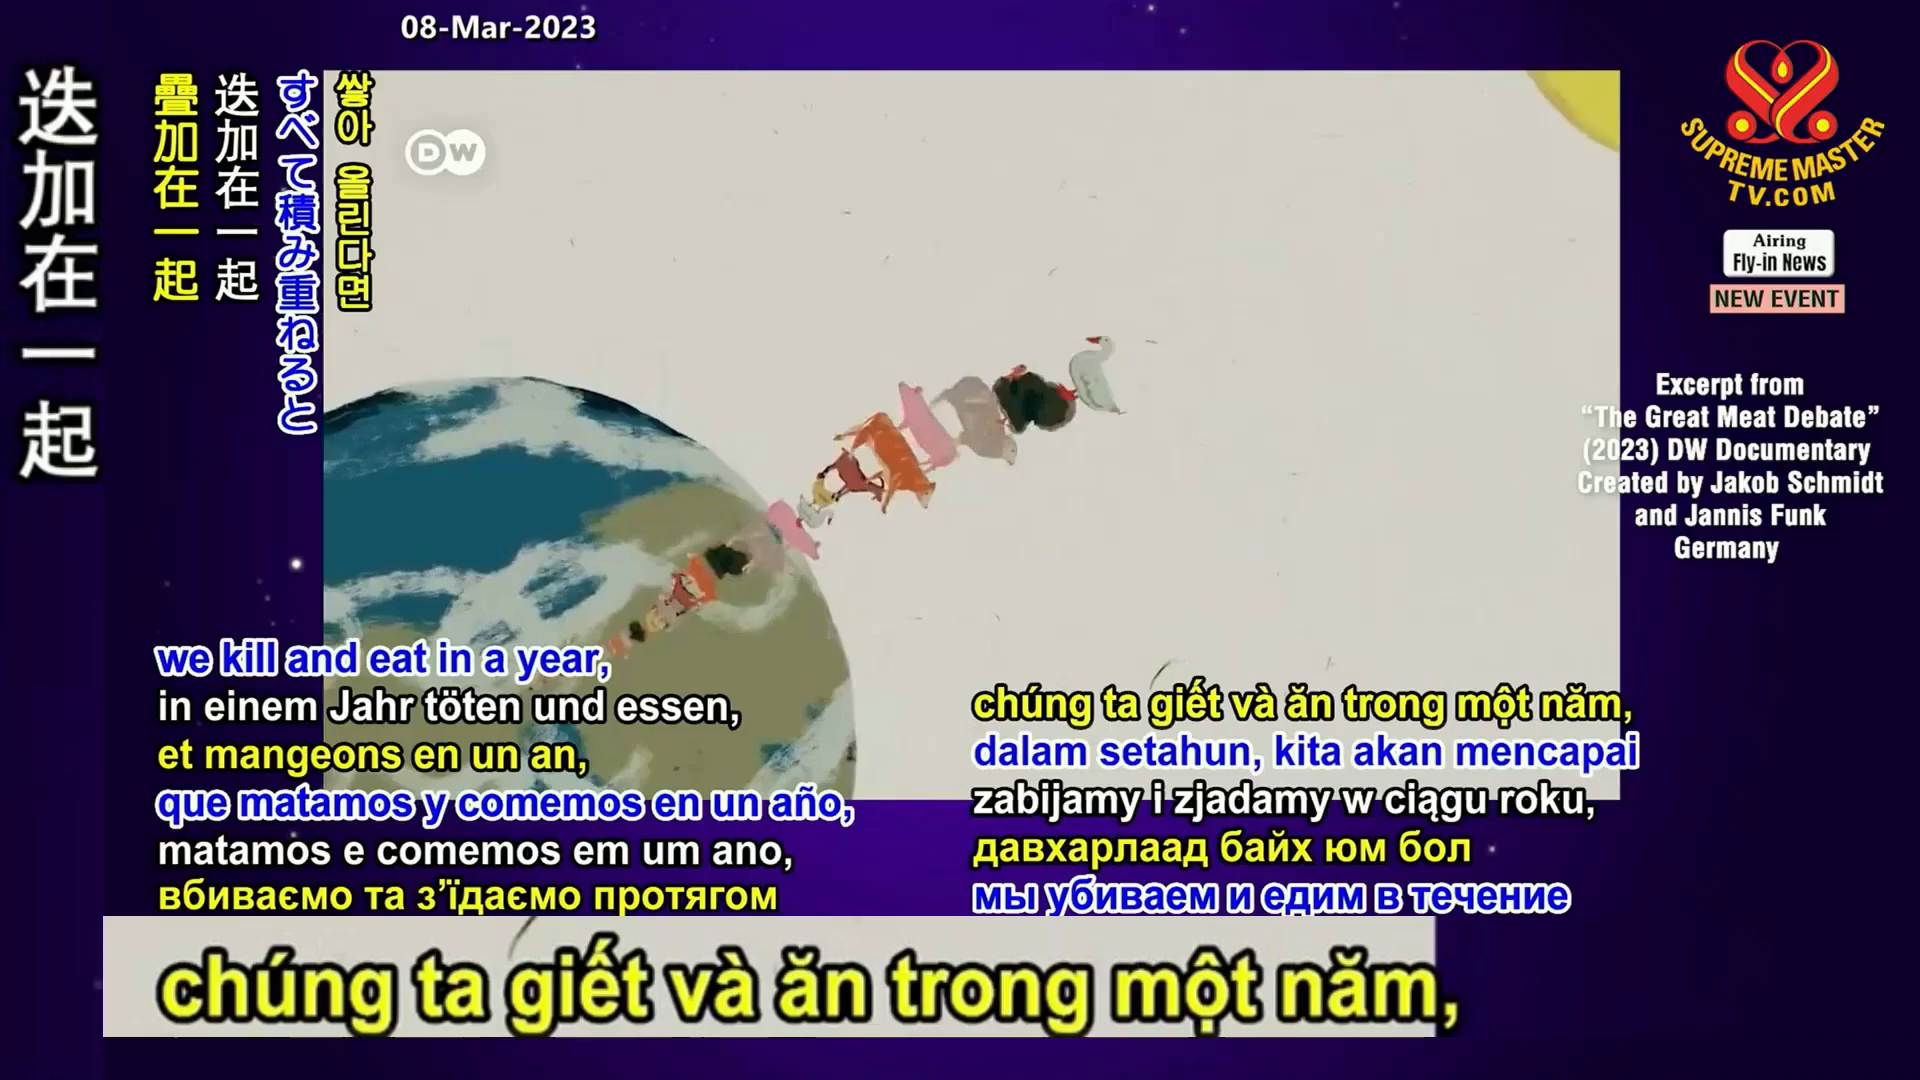 08-Mar-2023
迭加在一起
疊加在一起
迭加在一起
すべて積み重ねると
쌓아 올린다면
DW
SUPREME MASTER
TV.COM
Airing
Fly-in News
NEW EVENT
Excerpt from
“The Great Meat Debate”
(2023) DW Documentary
Created by Jakob Schmidt
and Jannis Funk
Germany
we kill and eat in a year,
in einem Jahr töten und essen,
et mangeons en un an,
que matamos y comemos en un año,
matamos e comemos em um ano,
вбиваємо та з’їдаємо протягом
chúng ta giết và ăn trong một năm,
dalam setahun, kita akan mencapai
zabijamy i zjadamy w ciągu roku,
давхарлаад байх юм бол
мы убиваем и едим в течение
chúng ta giết và ăn trong một năm,